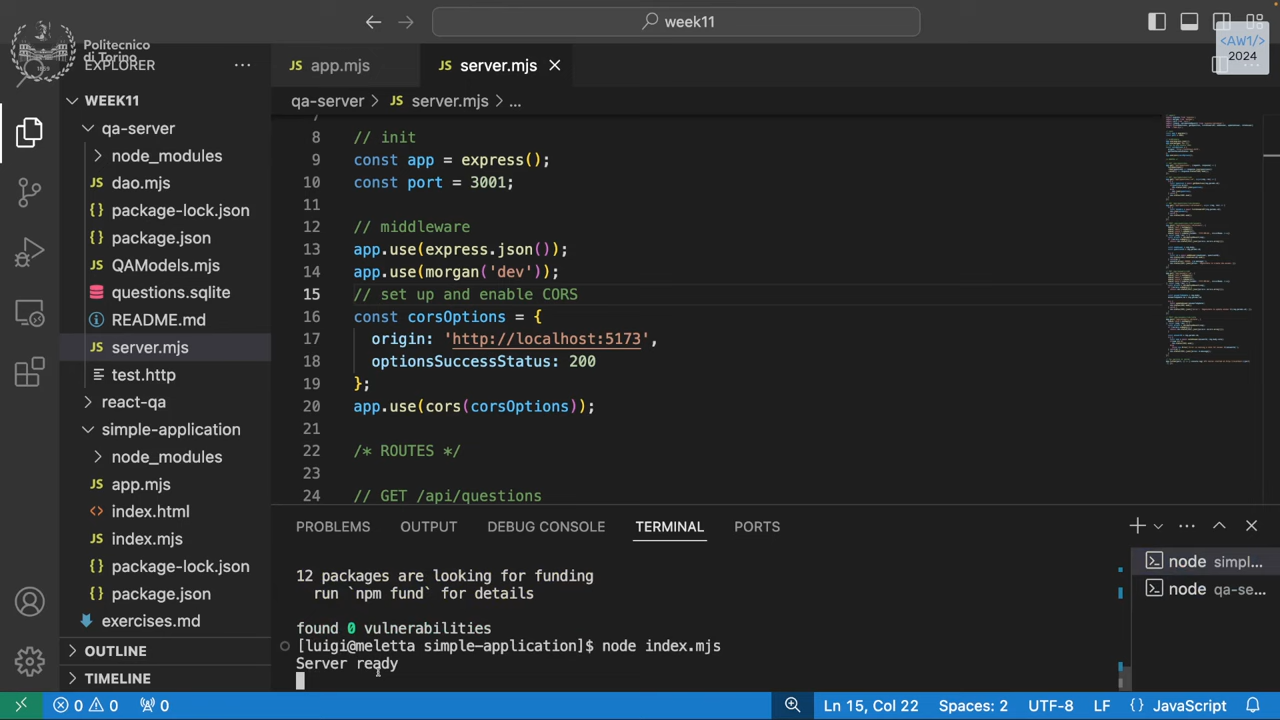 week11
Politecnico
di Torino
<AW1/>
2024
EXPLORER
app.mjs
JS server.mjs
qa-server > JS server.mjs > ...
WEEK11
qa-server
node_modules
JS dao.mjs
{} package-lock.json
{} package.json
JS QAModels.mjs
questions.sqlite
README.md
JS server.mjs
test.http
react-qa
simple-application
node_modules
JS app.mjs
<> index.html
JS index.mjs
{} package-lock.json
{} package.json
exercises.md
OUTLINE
TIMELINE
7
8 // init
9 const app = express();
10 const port = 3001;
11
12 // middleware
13 app.use(express.json());
14 app.use(morgan('dev'));
15 // set up and enable CORS
16 const corsOptions = {
17 origin: 'http://localhost:5173',
18 optionsSuccessStatus: 200
19 };
20 app.use(cors(corsOptions));
21
22 /* ROUTES */
23
24 // GET /api/questions
PROBLEMS OUTPUT DEBUG CONSOLE TERMINAL PORTS
12 packages are looking for funding
run `npm fund` for details
found 0 vulnerabilities
[luigi@meletta simple-application]$ node index.mjs
Server ready
node simpl...
node qa-se...
0 0 0
Ln 15, Col 22 Spaces: 2 UTF-8 LF {} JavaScript